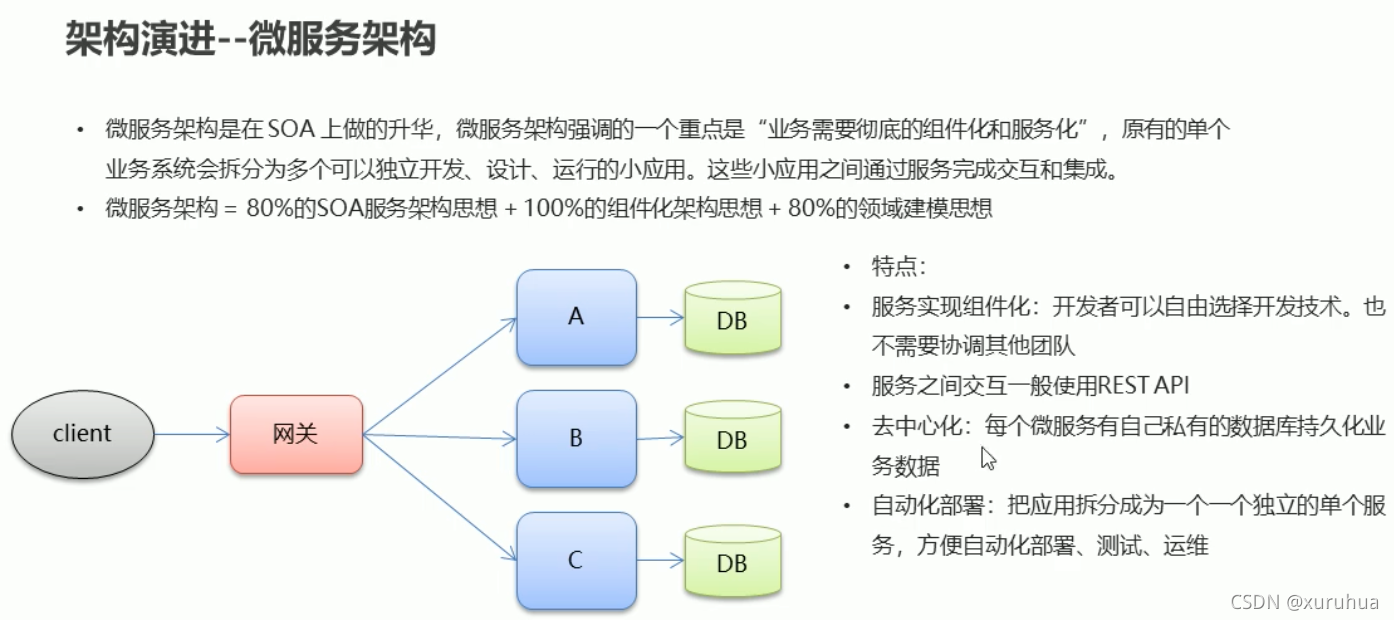 架构演进--微服务架构
• 微服务架构是在 SOA 上做的升华，微服务架构强调的一个重点是“业务需要彻底的组件化和服务化”，原有的单个
业务系统会拆分为多个可以独立开发、设计、运行的小应用。这些小应用之间通过服务完成交互和集成。
• 微服务架构 = 80%的SOA服务架构思想 + 100%的组件化架构思想 + 80%的领域建模思想
client
网关
A
DB
B
DB
C
DB
• 特点：
• 服务实现组件化：开发者可以自由选择开发技术。也
不需要协调其他团队
• 服务之间交互一般使用REST API
• 去中心化：每个微服务有自己私有的数据库持久化业
务数据
• 自动化部署：把应用拆分成为一个一个独立的单个服
务，方便自动化部署、测试、运维
CSDN @xuruhua